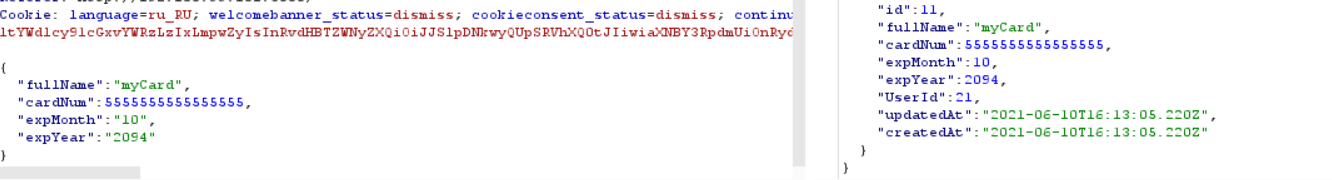 Cookie: language=ru_RU; welcomebanner_status=dismiss; cookieconsent_status=dismiss; continu
{
"fullName":"myCard",
"cardNum":5555555555555555,
"expMonth":"10",
"expYear":"2094"
}
"id":11,
"fullName":"myCard",
"cardNum":5555555555555555,
"expMonth":10,
"expYear":2094,
"UserId":21,
"updatedAt":"2021-06-10T16:13:05.220Z",
"createdAt":"2021-06-10T16:13:05.220Z"
}
}